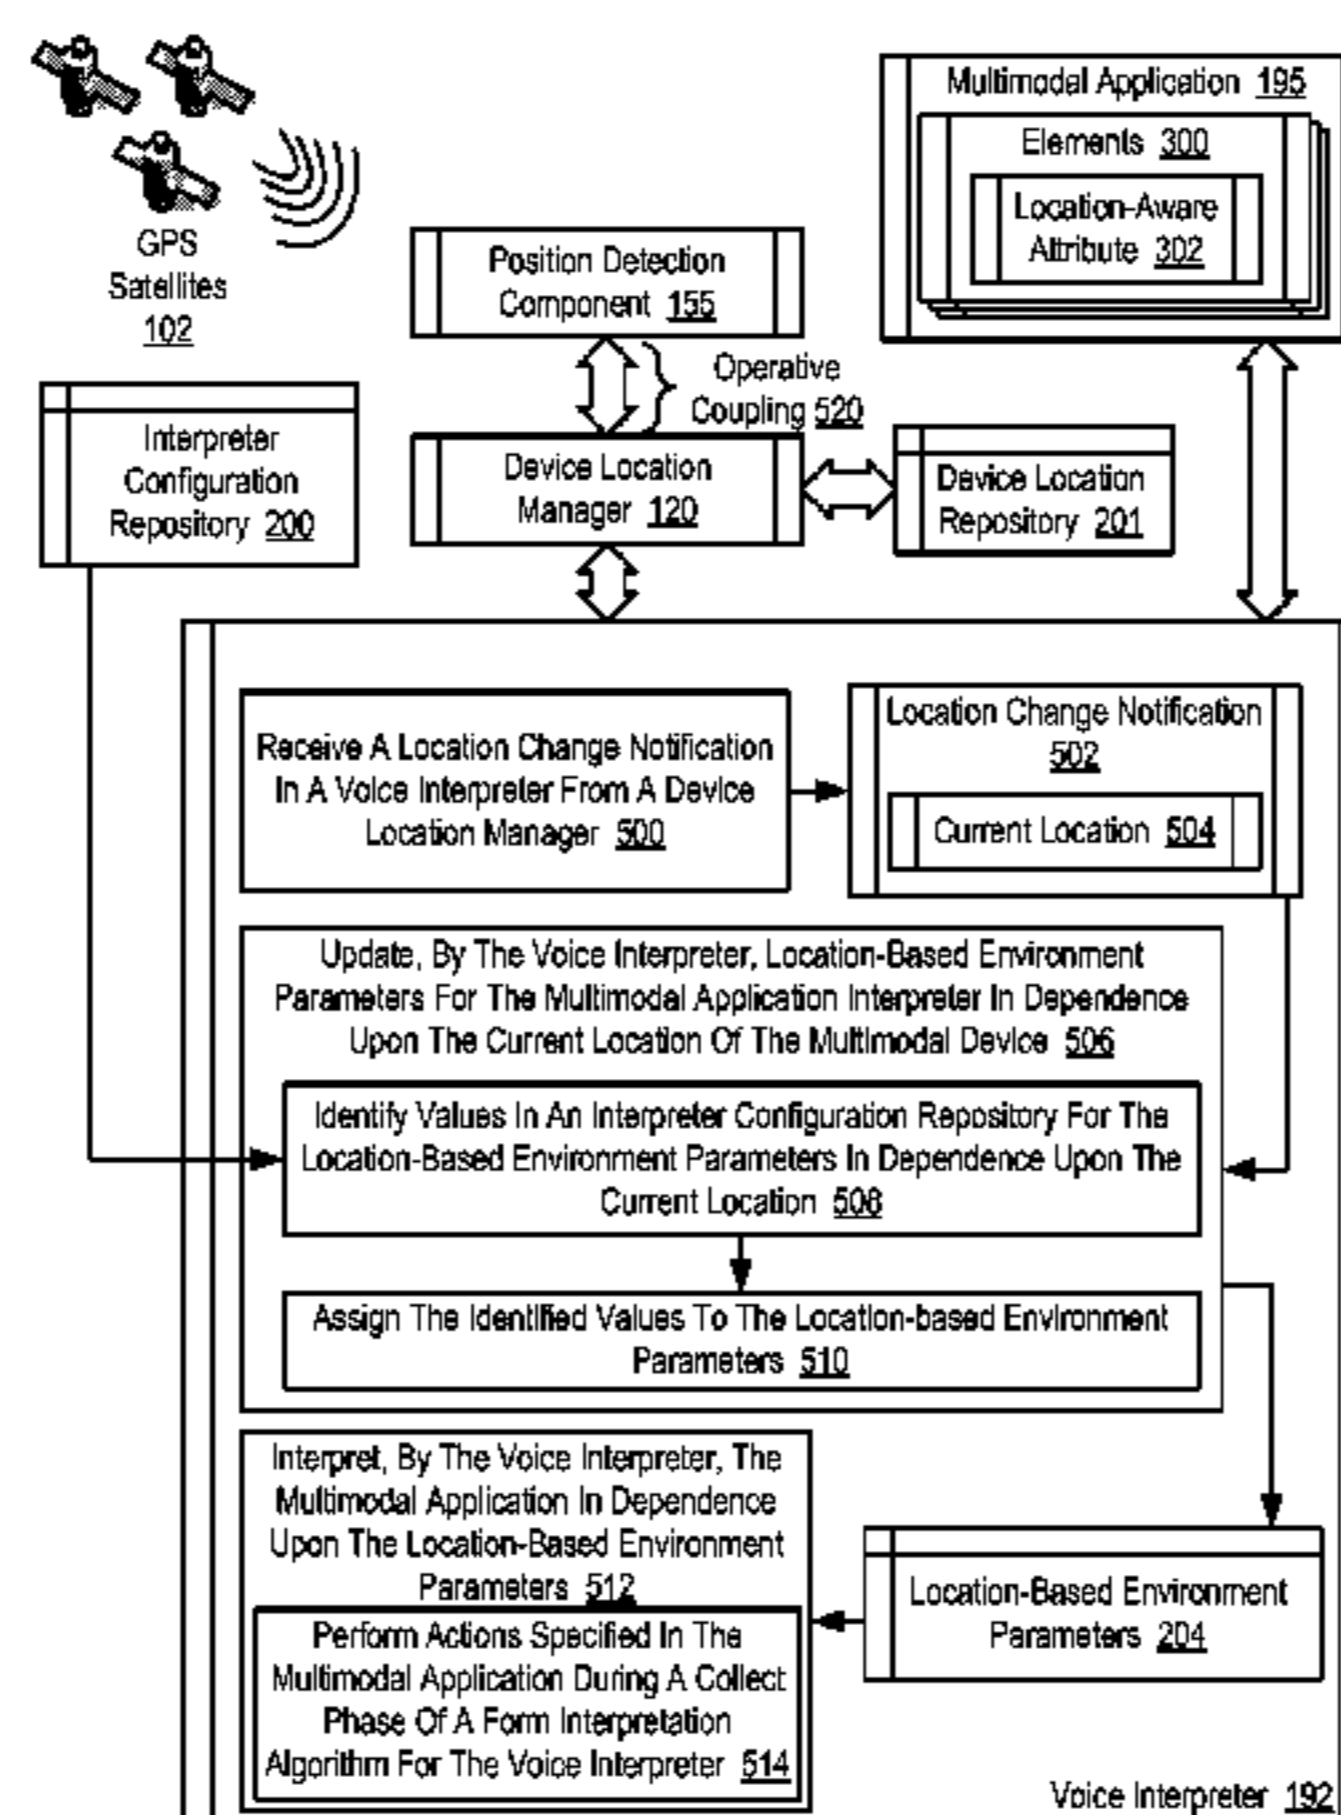 GPS
Satellites
102
Multimodal Application 195
Elements 300
Location-Aware
Attribute 302
Position Detection
Component 155
Operative
Coupling 520
Interpreter
Configuration
Repository 200
Device Location
Manager 120
Device Location
Repository 201
Receive A Location Change Notification
In A Voice Interpreter From A Device
Location Manager 500
Location Change Notification
502
Current Location 504
Update, By The Voice Interpreter, Location-Based Environment
Parameters For The Multimodal Application Interpreter In Dependence
Upon The Current Location Of The Multimodal Device 506
Identify Values In An Interpreter Configuration Repository For The
Location-Based Environment Parameters In Dependence Upon The
Current Location 508
Assign The Identified Values To The Location-based Environment
Parameters 510
Interpret, By The Voice Interpreter, The
Multimodal Application In Dependence
Upon The Location-Based Environment
Parameters 512
Perform Actions Specified In The
Multimodal Application During A Collect
Phase Of A Form Interpretation
Algorithm For The Voice Interpreter 514
Location-Based Environment
Parameters 204
Voice Interpreter 192